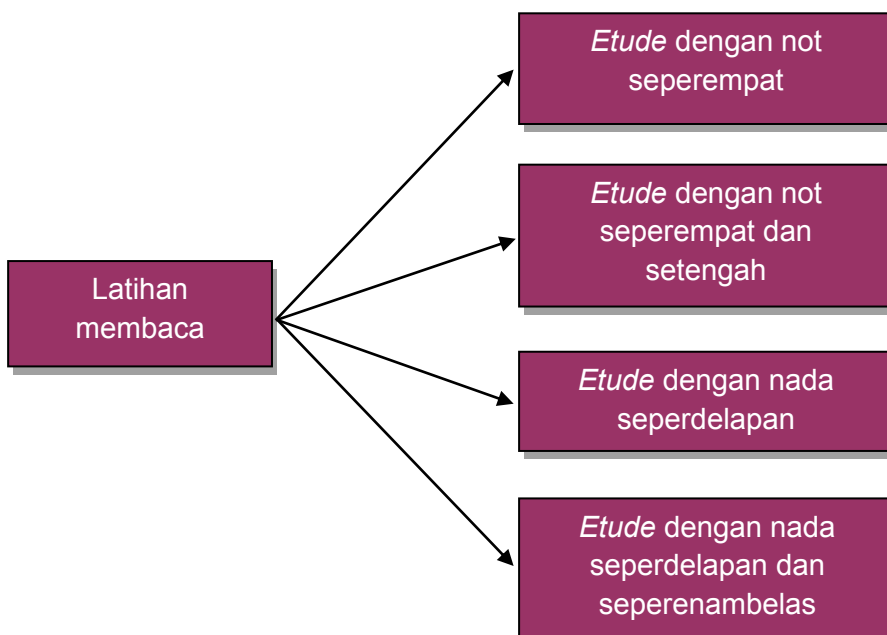 Etude dengan not
seperempat
Etude dengan not
seperempat dan
setengah
Latihan
membaca
Etude dengan nada
seperdelapan
Etude dengan nada
seperdelapan dan
seperenambelas